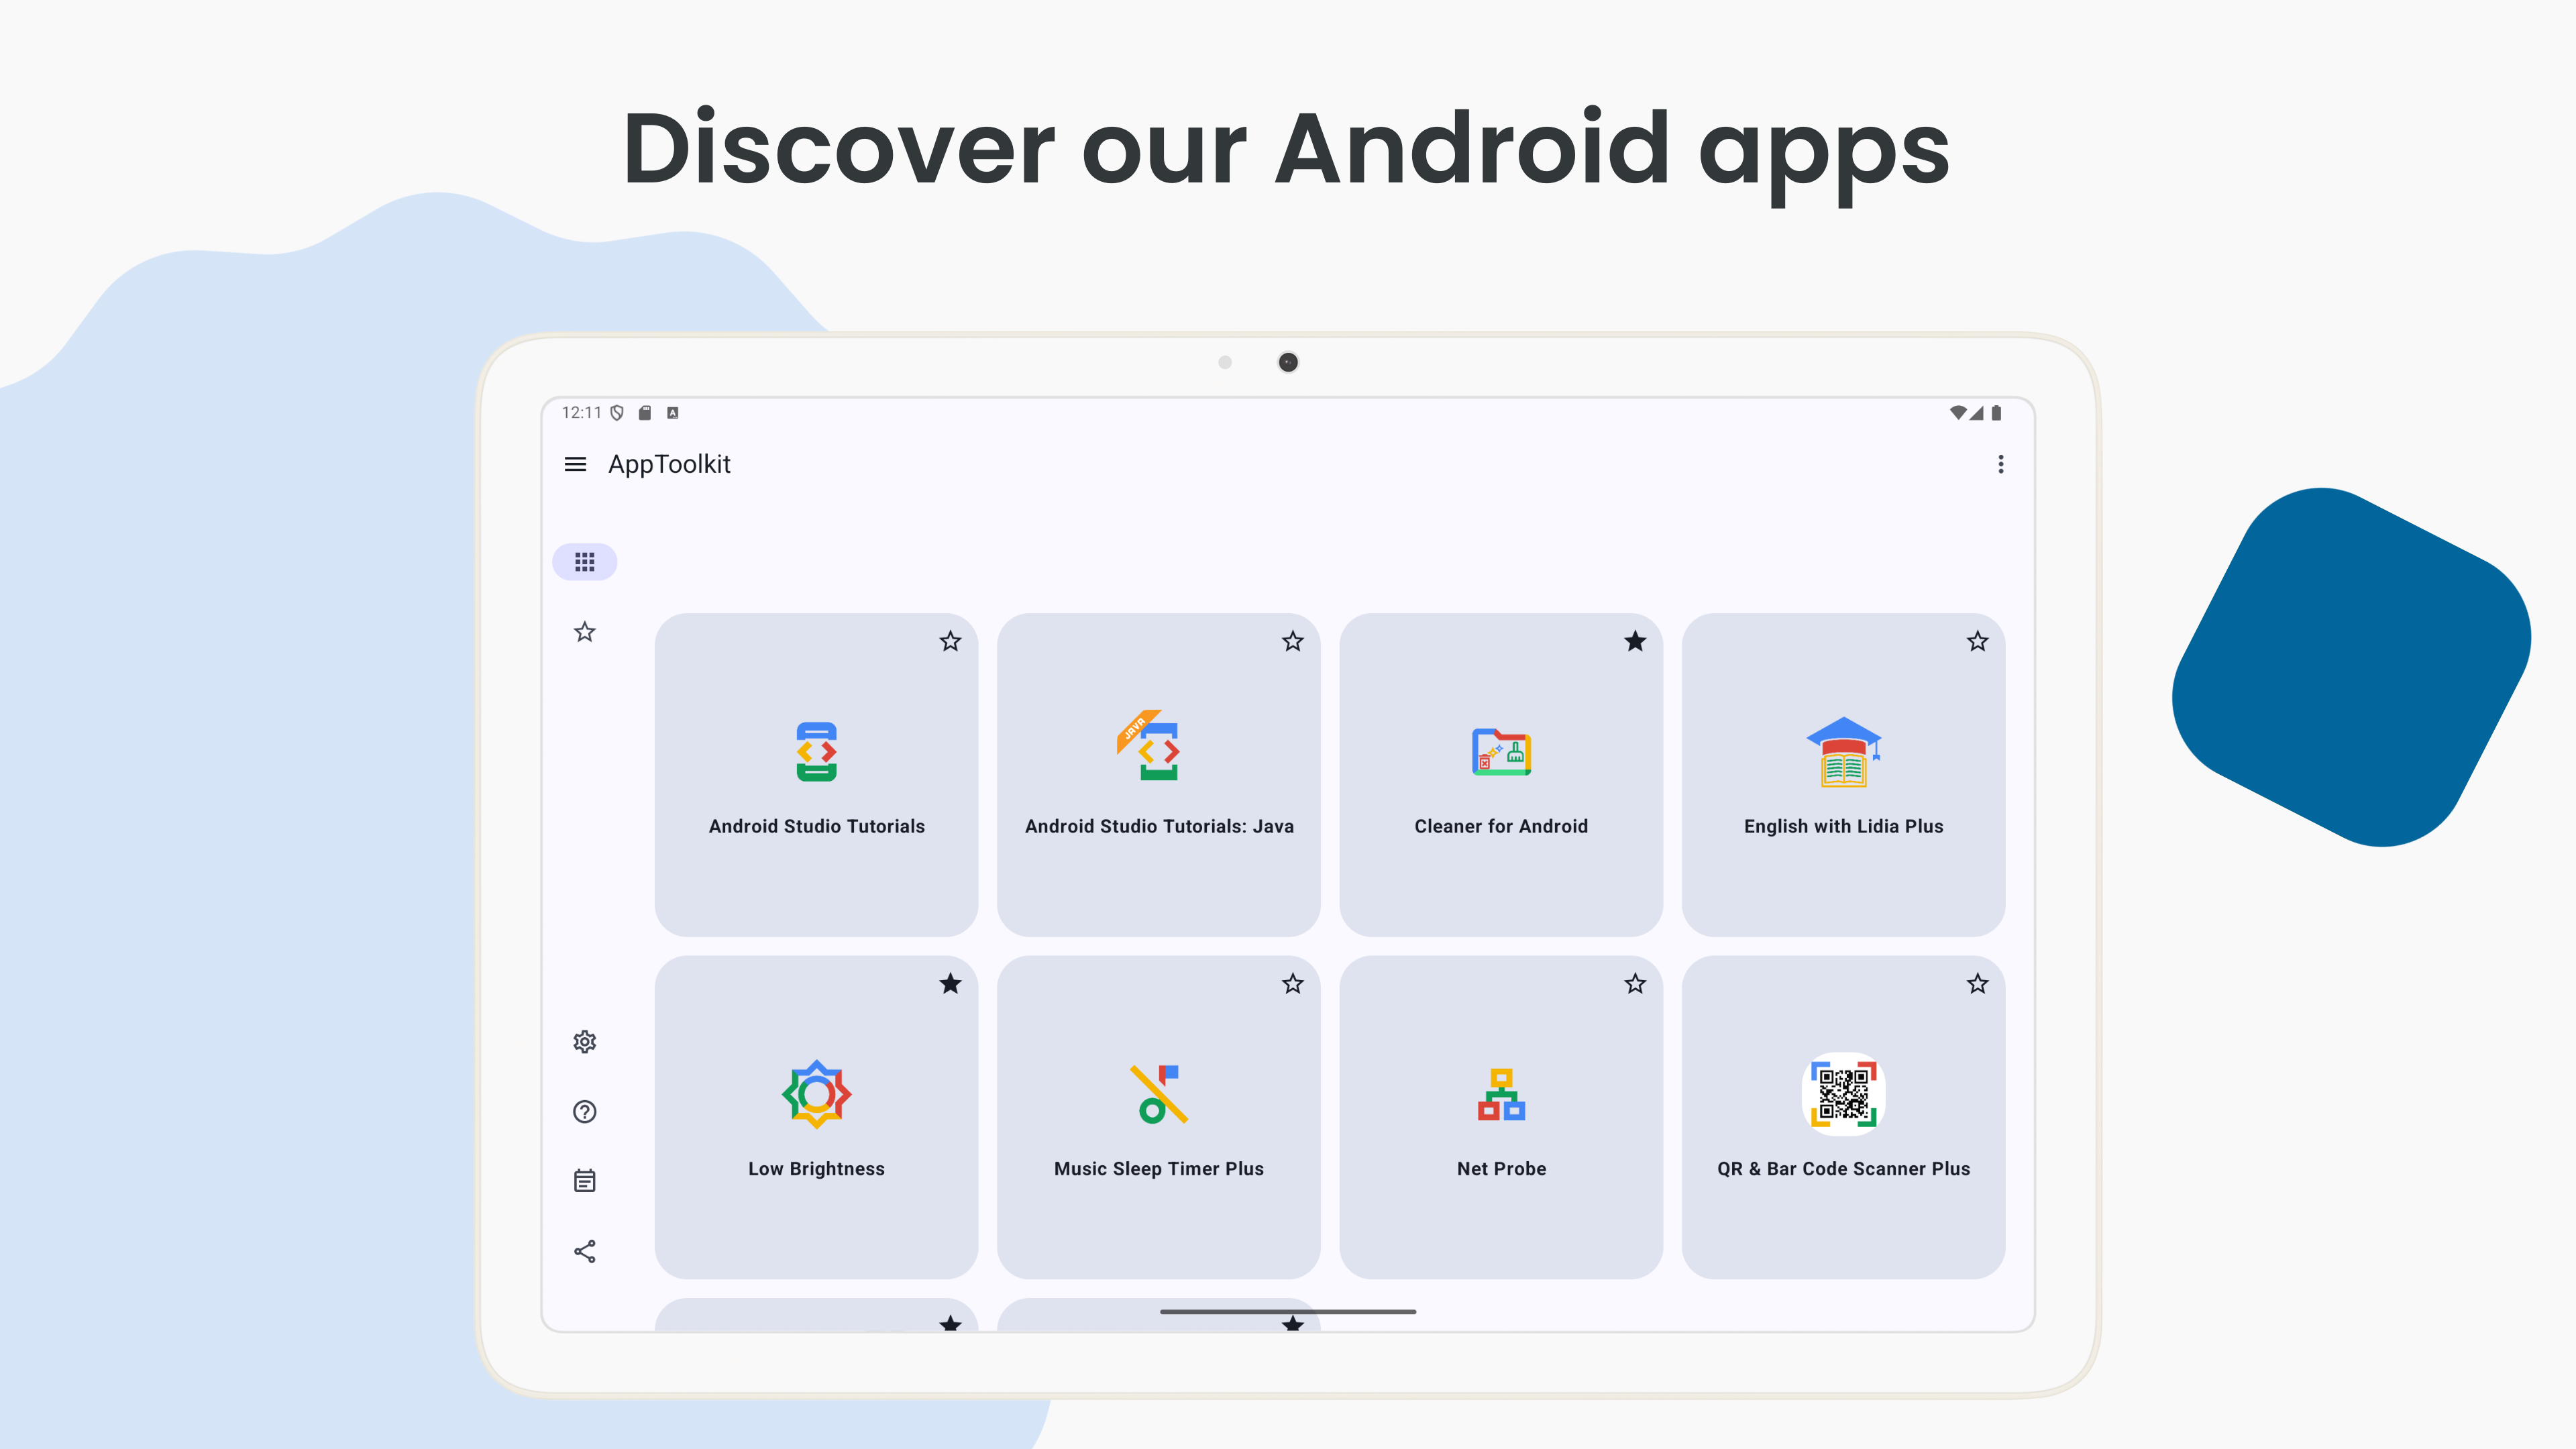 Discover our Android apps
12:11
A
AppToolkit
JAVA
Android Studio Tutorials
Android Studio Tutorials: Java
Cleaner for Android
English with Lidia Plus
Low Brightness
Music Sleep Timer Plus
Net Probe
QR & Bar Code Scanner Plus